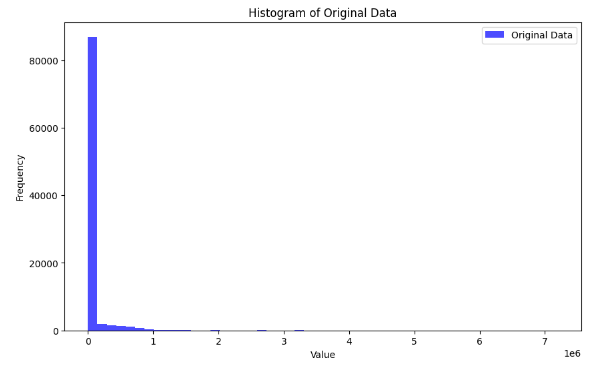 Histogram of Original Data
Original Data
80000
60000
40000
20000
0
Frequency
0 1 2 3 4 5 6 7
1e6
Value